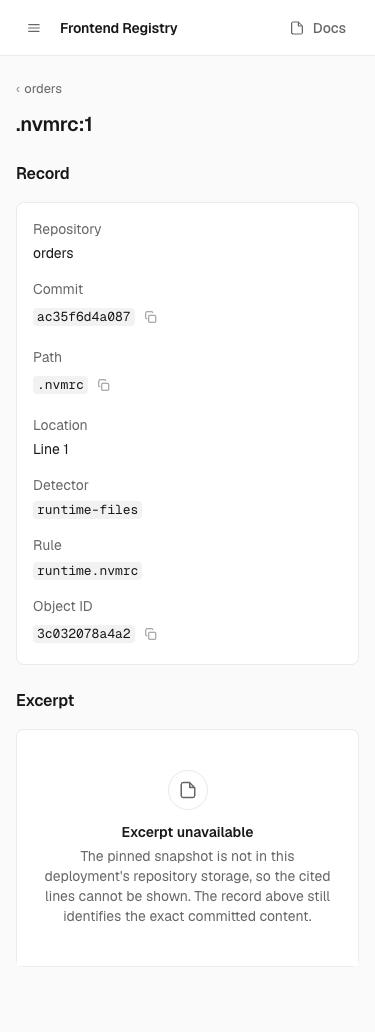 Frontend Registry
Docs
‹ orders
.nvmrc:1
Record
Repository
orders
Commit
ac35f6d4a087
Path
.nvmrc
Location
Line 1
Detector
runtime-files
Rule
runtime.nvmrc
Object ID
3c032078a4a2
Excerpt
Excerpt unavailable
The pinned snapshot is not in this
deployment's repository storage, so the cited
lines cannot be shown. The record above still
identifies the exact committed content.